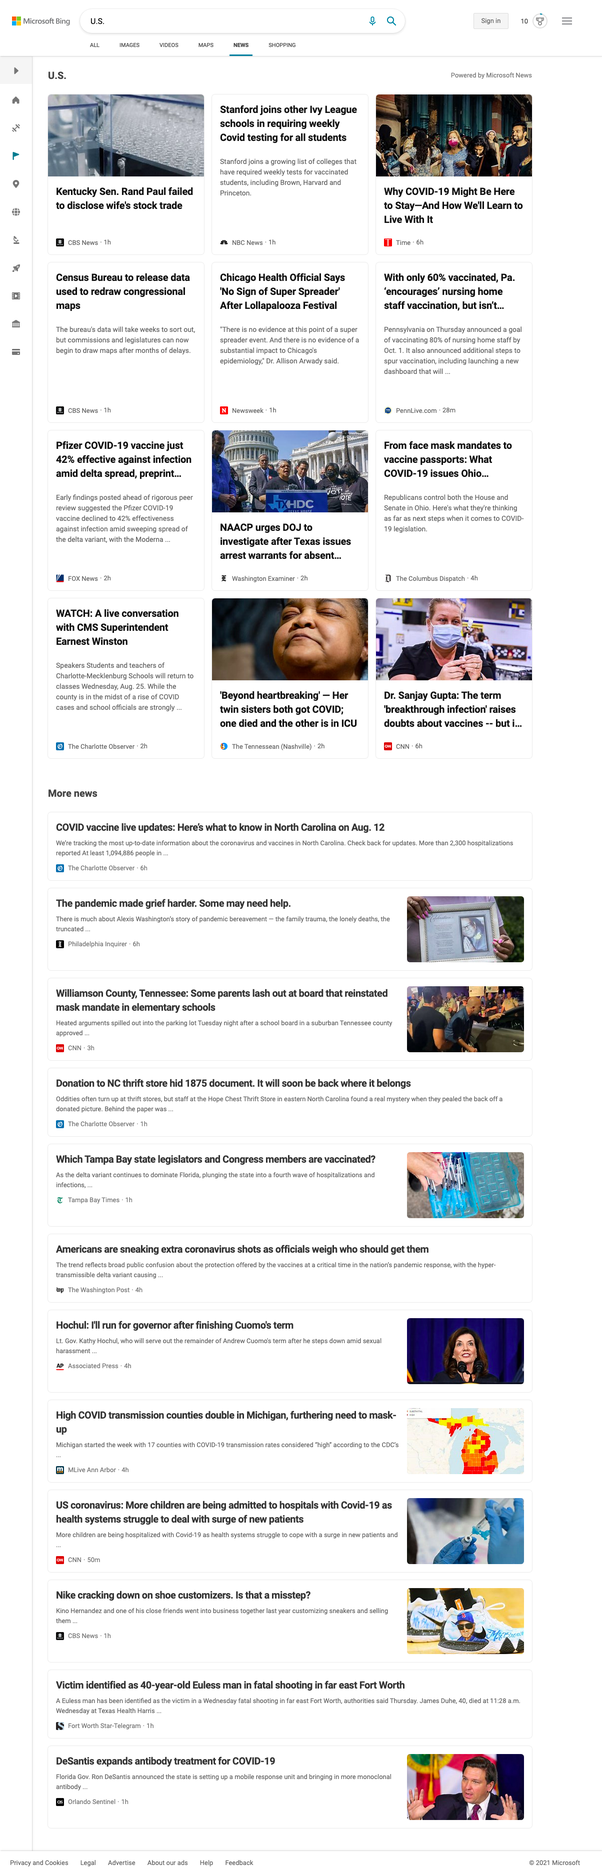 Microsoft Bing
U.S.
Sign in
10
ALL
IMAGES
VIDEOS
MAPS
NEWS
SHOPPING
U.S.
Powered by Microsoft News
Kentucky Sen. Rand Paul failed
to disclose wife's stock trade
CBS News · 1h
Stanford joins other Ivy League
schools in requiring weekly
Covid testing for all students
Stanford joins a growing list of colleges that
have required weekly tests for vaccinated
students, including Brown, Harvard and
Princeton.
NBC News · 1h
Why COVID-19 Might Be Here
to Stay—And How We'll Learn to
Live With It
Time · 6h
Census Bureau to release data
used to redraw congressional
maps
The bureau's data will take weeks to sort out,
but commissions and legislatures can now
begin to draw maps after months of delays.
CBS News · 1h
Chicago Health Official Says
'No Sign of Super Spreader'
After Lollapalooza Festival
"There is no evidence at this point of a super
spreader event. And there is no evidence of a
substantial impact to Chicago's
epidemiology," Dr. Allison Arwady said.
Newsweek · 1h
With only 60% vaccinated, Pa.
'encourages' nursing home
staff vaccination, but isn't...
Pennsylvania on Thursday announced a goal
of vaccinating 80% of nursing home staff by
Oct. 1. It also announced additional steps to
spur vaccination, including launching a new
dashboard that will ...
PennLive.com · 28m
Pfizer COVID-19 vaccine just
42% effective against infection
amid delta spread, preprint...
Early findings posted ahead of rigorous peer
review suggested the Pfizer COVID-19
vaccine declined to 42% effectiveness
against infection amid sweeping spread of
the delta variant, with the Moderna ...
FOX News · 2h
TXHDC
VOTE
NAACP urges DOJ to
investigate after Texas issues
arrest warrants for absent...
Washington Examiner · 2h
From face mask mandates to
vaccine passports: What
COVID-19 issues Ohio...
Republicans control both the House and
Senate in Ohio. Here's what they're thinking
as far as next steps when it comes to COVID-
19 legislation.
The Columbus Dispatch · 4h
WATCH: A live conversation
with CMS Superintendent
Earnest Winston
Speakers Students and teachers of
Charlotte-Mecklenburg Schools will return to
classes Wednesday, Aug. 25. While the
county is in the midst of a rise of COVID
cases and school officials are strongly ...
The Charlotte Observer · 2h
'Beyond heartbreaking' — Her
twin sisters both got COVID;
one died and the other is in ICU
The Tennessean (Nashville) · 2h
Dr. Sanjay Gupta: The term
'breakthrough infection' raises
doubts about vaccines -- but i...
CNN · 6h
More news
COVID vaccine live updates: Here's what to know in North Carolina on Aug. 12
We're tracking the most up-to-date information about the coronavirus and vaccines in North Carolina. Check back for updates. More than 2,300 hospitalizations
reported At least 1,094,886 people in ...
The Charlotte Observer · 6h
The pandemic made grief harder. Some may need help.
There is much about Alexis Washington's story of pandemic bereavement — the family trauma, the lonely deaths, the
truncated ...
Philadelphia Inquirer · 6h
Williamson County, Tennessee: Some parents lash out at board that reinstated
mask mandate in elementary schools
Heated arguments spilled out into the parking lot Tuesday night after a school board in a suburban Tennessee county
approved ...
CNN · 3h
Donation to NC thrift store hid 1875 document. It will soon be back where it belongs
Oddities often turn up at thrift stores, but staff at the Hope Chest Thrift Store in eastern North Carolina found a real mystery when they pealed the back off a
donated picture. Behind the paper was ...
The Charlotte Observer · 1h
Which Tampa Bay state legislators and Congress members are vaccinated?
As the delta variant continues to dominate Florida, plunging the state into a fourth wave of hospitalizations and
infections, ...
Tampa Bay Times · 1h
Americans are sneaking extra coronavirus shots as officials weigh who should get them
The trend reflects broad public confusion about the protection offered by the vaccines at a critical time in the nation's pandemic response, with the hyper-
transmissible delta variant causing ...
The Washington Post · 4h
Hochul: I'll run for governor after finishing Cuomo's term
Lt. Gov. Kathy Hochul, who will serve out the remainder of Andrew Cuomo's term after he steps down amid sexual
harassment ...
Associated Press · 4h
High COVID transmission counties double in Michigan, furthering need to mask-
up
Michigan started the week with 17 counties with COVID-19 transmission rates considered "high" according to the CDC's
...
MLive Ann Arbor · 4h
US coronavirus: More children are being admitted to hospitals with Covid-19 as
health systems struggle to deal with surge of new patients
More children are being hospitalized with Covid-19 as health systems struggle to cope with a surge in new patients and
...
CNN · 50m
Nike cracking down on shoe customizers. Is that a misstep?
Kino Hernandez and one of his close friends went into business together last year customizing sneakers and selling
them ...
CBS News · 1h
Victim identified as 40-year-old Euless man in fatal shooting in far east Fort Worth
A Euless man has been identified as the victim in a Wednesday fatal shooting in far east Fort Worth, authorities said Thursday. James Duhe, 40, died at 11:28 a.m.
Wednesday at Texas Health Harris ...
Fort Worth Star-Telegram · 1h
DeSantis expands antibody treatment for COVID-19
Florida Gov. Ron DeSantis announced the state is setting up a mobile response unit and bringing in more monoclonal
antibody ...
Orlando Sentinel · 1h
Privacy and Cookies
Legal
Advertise
About our ads
Help
Feedback
© 2021 Microsoft